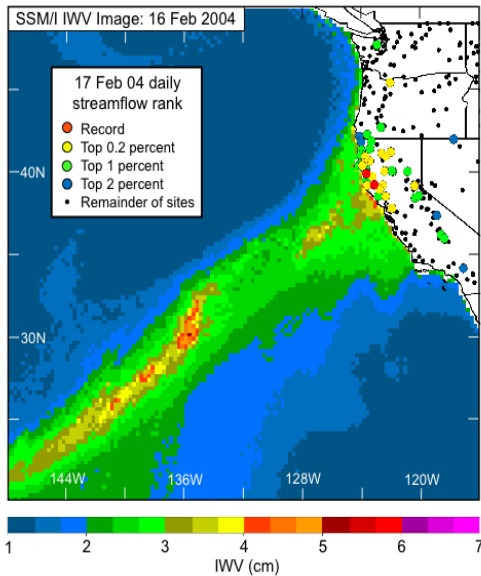 SSM/I IWV Image: 16 Feb 2004
17 Feb 04 daily
streamflow rank
Record
Top 0.2 percent
Top 1 percent
Top 2 percent
Remainder of sites
40N
30N
144W 136W 128W 120W
1 2 3 4 5 6 7
IWV (cm)